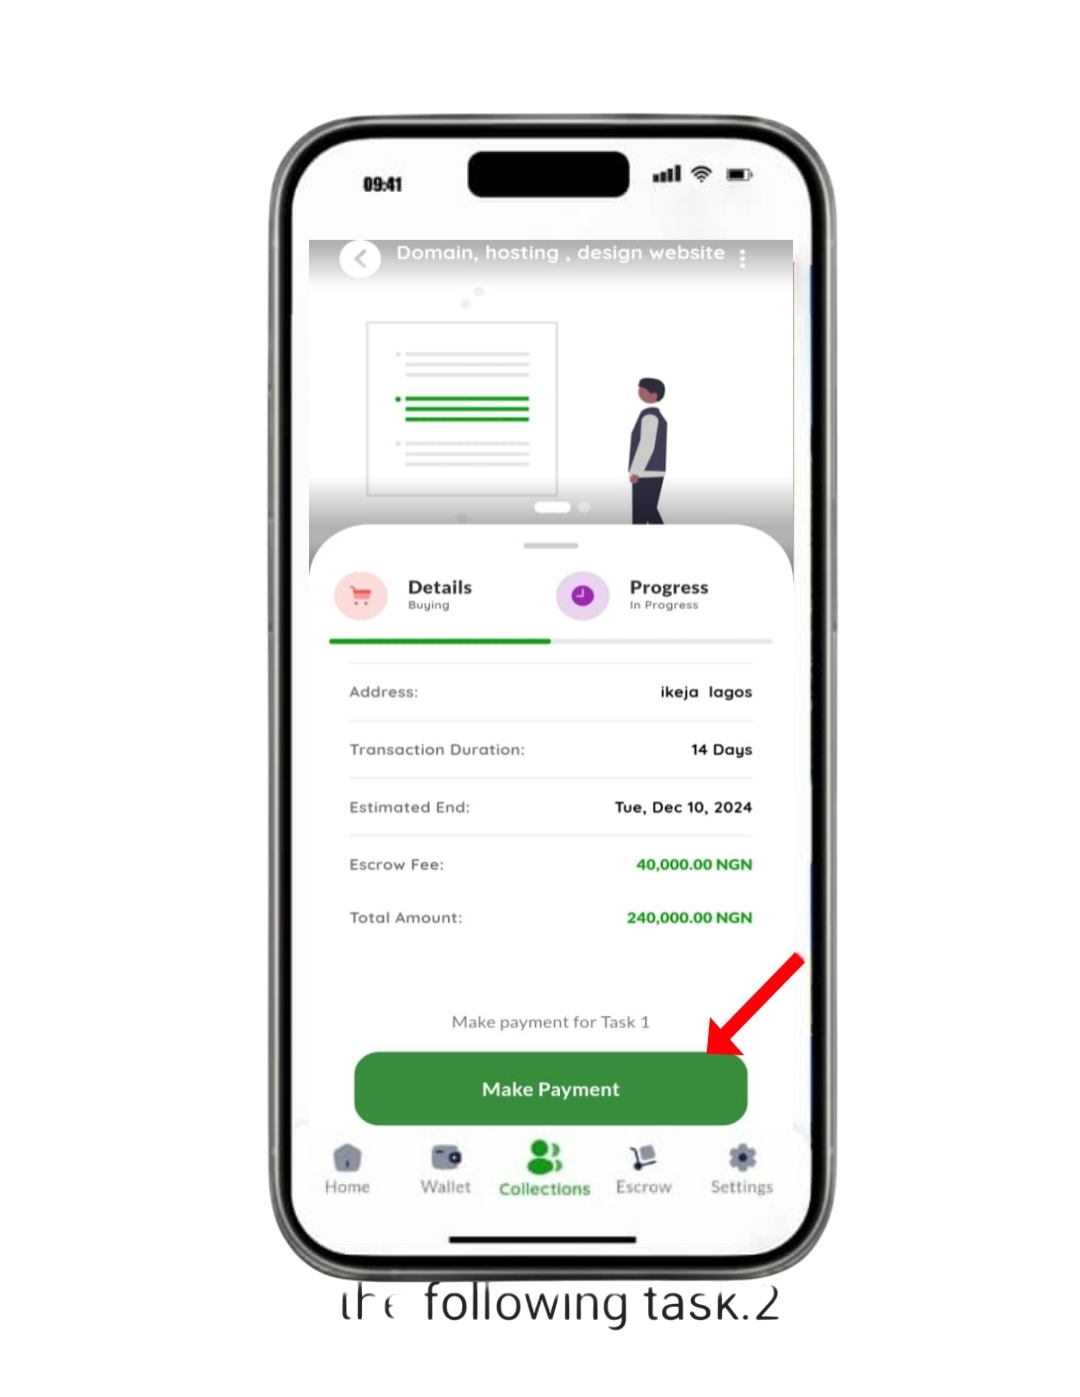 09:41
Domain, hosting , design website
Details
Buying
Progress
In Progress
Address: ikeja lagos
Transaction Duration: 14 Days
Estimated End: Tue, Dec 10, 2024
Escrow Fee: 40,000.00 NGN
Total Amount: 240,000.00 NGN
Make payment for Task 1
Make Payment
Home Wallet Collections Escrow Settings
the following task.2